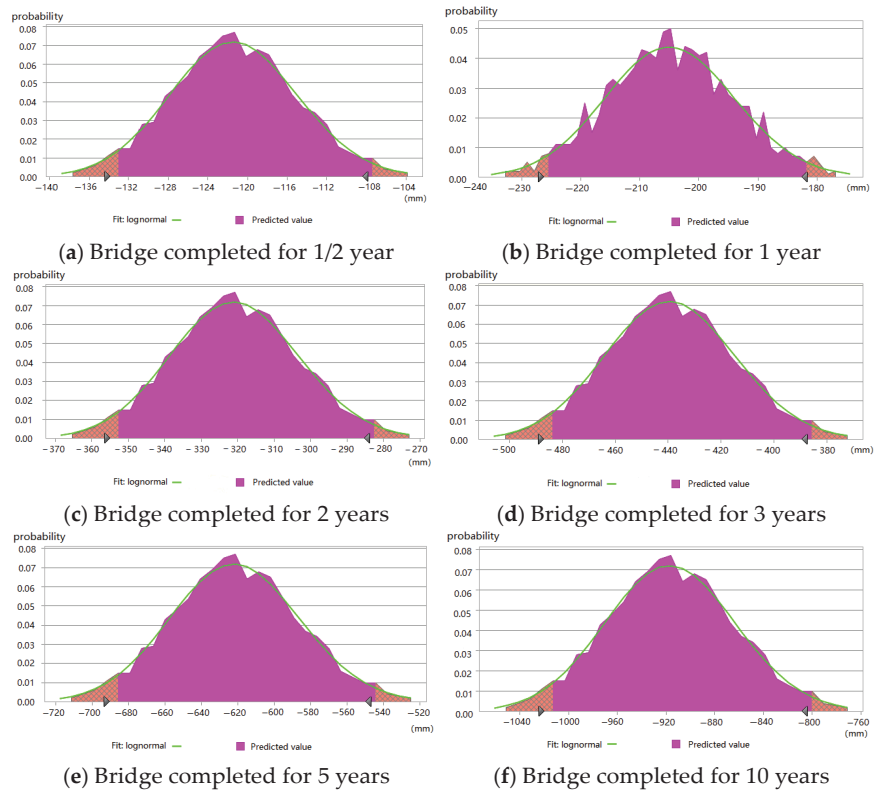 probability
0.08
0.07
0.06
0.05
0.04
0.03
0.02
0.01
0.00
−140 −136 −132 −128 −124 −120 −116 −112 −108 −104
(mm)
Fit: lognormal Predicted value
(a) Bridge completed for 1/2 year
probability
0.05
0.04
0.03
0.02
0.01
0.00
−240 −230 −220 −210 −200 −190 −180 (mm)
Fit: lognormal Predicted value
(b) Bridge completed for 1 year
probability
0.08
0.07
0.06
0.05
0.04
0.03
0.02
0.01
0.00
−370 −360 −350 −340 −330 −320 −310 −300 −290 −280 −270
(mm)
Fit: lognormal Predicted value
(c) Bridge completed for 2 years
probability
0.08
0.07
0.06
0.05
0.04
0.03
0.02
0.01
0.00
−500 −480 −460 −440 −420 −400 −380
(mm)
Fit: lognormal Predicted value
(d) Bridge completed for 3 years
probability
0.08
0.07
0.06
0.05
0.04
0.03
0.02
0.01
0.00
−720 −700 −680 −660 −640 −620 −600 −580 −560 −540 −520
(mm)
Fit: lognormal Predicted value
(e) Bridge completed for 5 years
probability
0.08
0.07
0.06
0.05
0.04
0.03
0.02
0.01
0.00
−1040 −1000 −960 −920 −880 −840 −800 −760
(mm)
Fit: lognormal Predicted value
(f) Bridge completed for 10 years